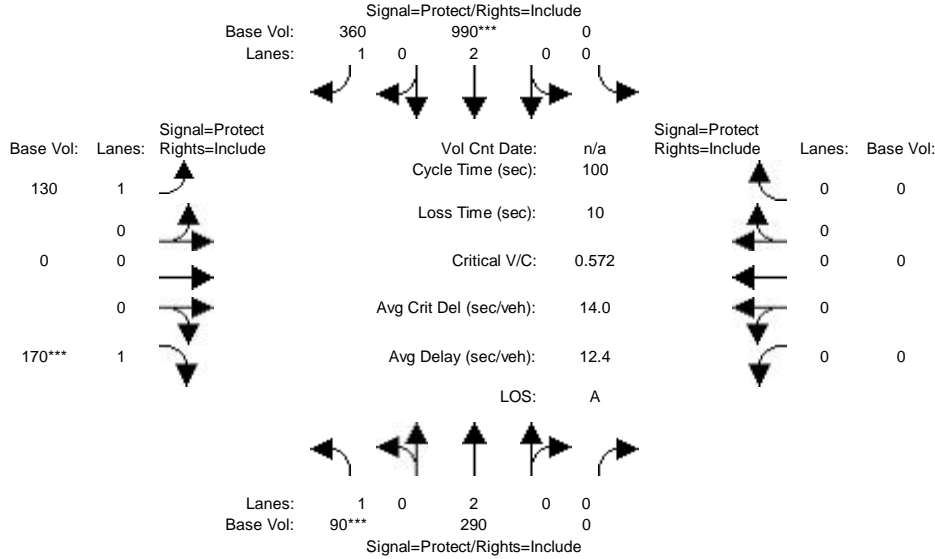 Signal=Protect/Rights=Include
Base Vol: 360 990*** 0
Lanes: 1 0 2 0 0
Signal=Protect Signal=Protect
Base Vol: Lanes: Rights=Include Vol Cnt Date: n/a Rights=Include Lanes: Base Vol:
Cycle Time (sec): 100
130 1 0 0
Loss Time (sec): 10
0 0
0 0 Critical V/C: 0.572 0 0
0 Avg Crit Del (sec/veh): 14.0 0
170*** 1 Avg Delay (sec/veh): 12.4 0 0
LOS: A
Lanes: 1 0 2 0 0
Base Vol: 90*** 290 0
Signal=Protect/Rights=Include